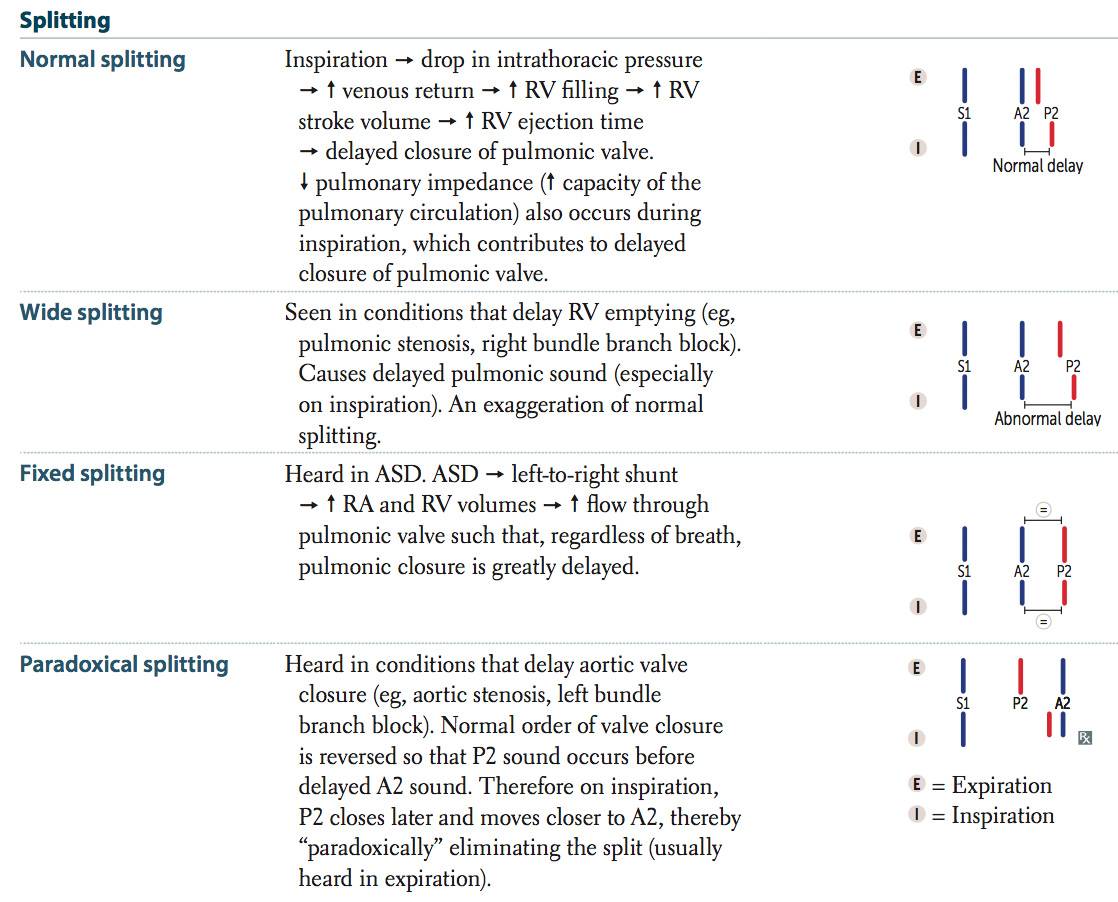 Splitting
Normal splitting
Inspiration → drop in intrathoracic pressure
→ ↑ venous return → ↑ RV filling → ↑ RV
stroke volume → ↑ RV ejection time
→ delayed closure of pulmonic valve.
↓ pulmonary impedance (↑ capacity of the
pulmonary circulation) also occurs during
inspiration, which contributes to delayed
closure of pulmonic valve.
E
S1 A2 P2
I
Normal delay
Wide splitting
Seen in conditions that delay RV emptying (eg,
pulmonic stenosis, right bundle branch block).
Causes delayed pulmonic sound (especially
on inspiration). An exaggeration of normal
splitting.
E
S1 A2 P2
I
Abnormal delay
Fixed splitting
Heard in ASD. ASD → left-to-right shunt
→ ↑ RA and RV volumes → ↑ flow through
pulmonic valve such that, regardless of breath,
pulmonic closure is greatly delayed.
=
E
S1 A2 P2
I
=
Paradoxical splitting
Heard in conditions that delay aortic valve
closure (eg, aortic stenosis, left bundle
branch block). Normal order of valve closure
is reversed so that P2 sound occurs before
delayed A2 sound. Therefore on inspiration,
P2 closes later and moves closer to A2, thereby
“paradoxically” eliminating the split (usually
heard in expiration).
E
S1 P2 A2
I
℞
E = Expiration
I = Inspiration